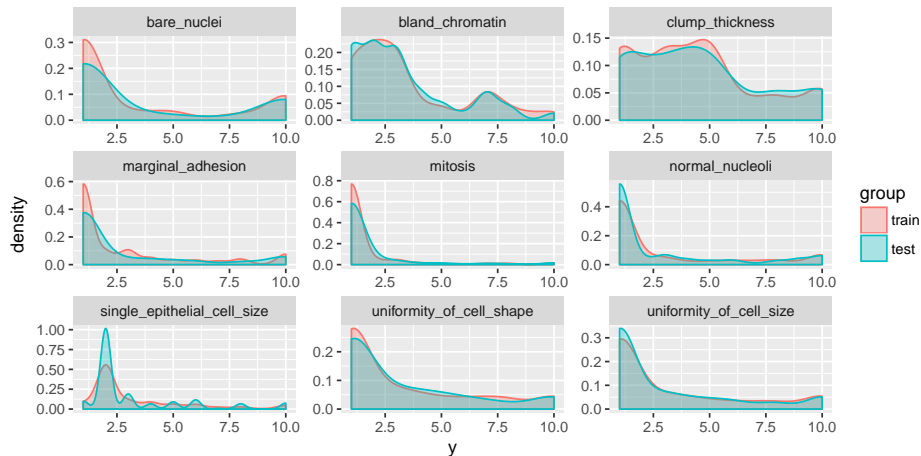 bare_nuclei
bland_chromatin
clump_thickness
0.3
0.2
0.1
0.0
0.20
0.15
0.10
0.05
0.00
0.15
0.10
0.05
0.00
2.5 5.0 7.5 10.0
2.5 5.0 7.5 10.0
2.5 5.0 7.5 10.0
marginal_adhesion
mitosis
normal_nucleoli
0.6
0.4
0.2
0.0
0.8
0.6
0.4
0.2
0.0
0.4
0.2
0.0
2.5 5.0 7.5 10.0
2.5 5.0 7.5 10.0
2.5 5.0 7.5 10.0
single_epithelial_cell_size
uniformity_of_cell_shape
uniformity_of_cell_size
1.00
0.75
0.50
0.25
0.00
0.2
0.1
0.0
0.3
0.2
0.1
0.0
2.5 5.0 7.5 10.0
2.5 5.0 7.5 10.0
2.5 5.0 7.5 10.0
density
y
group
train
test